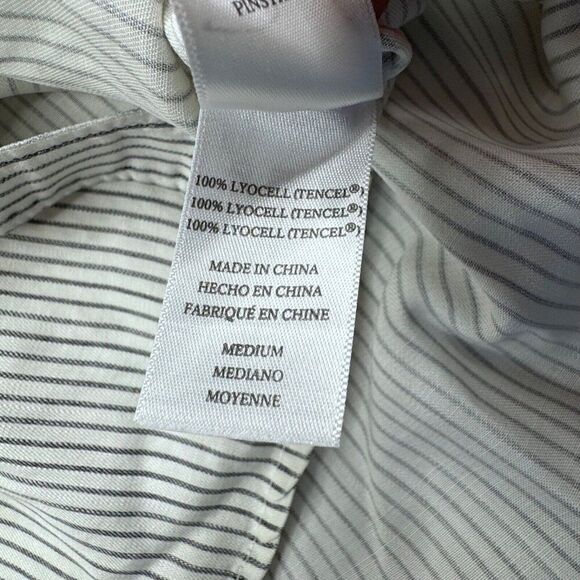 100% LYOCELL (TENCEL®)
100% LYOCELL (TENCEL®)
100% LYOCELL (TENCEL®)
MADE IN CHINA
HECHO EN CHINA
FABRIQUÉ EN CHINE
MEDIUM
MEDIANO
MOYENNE